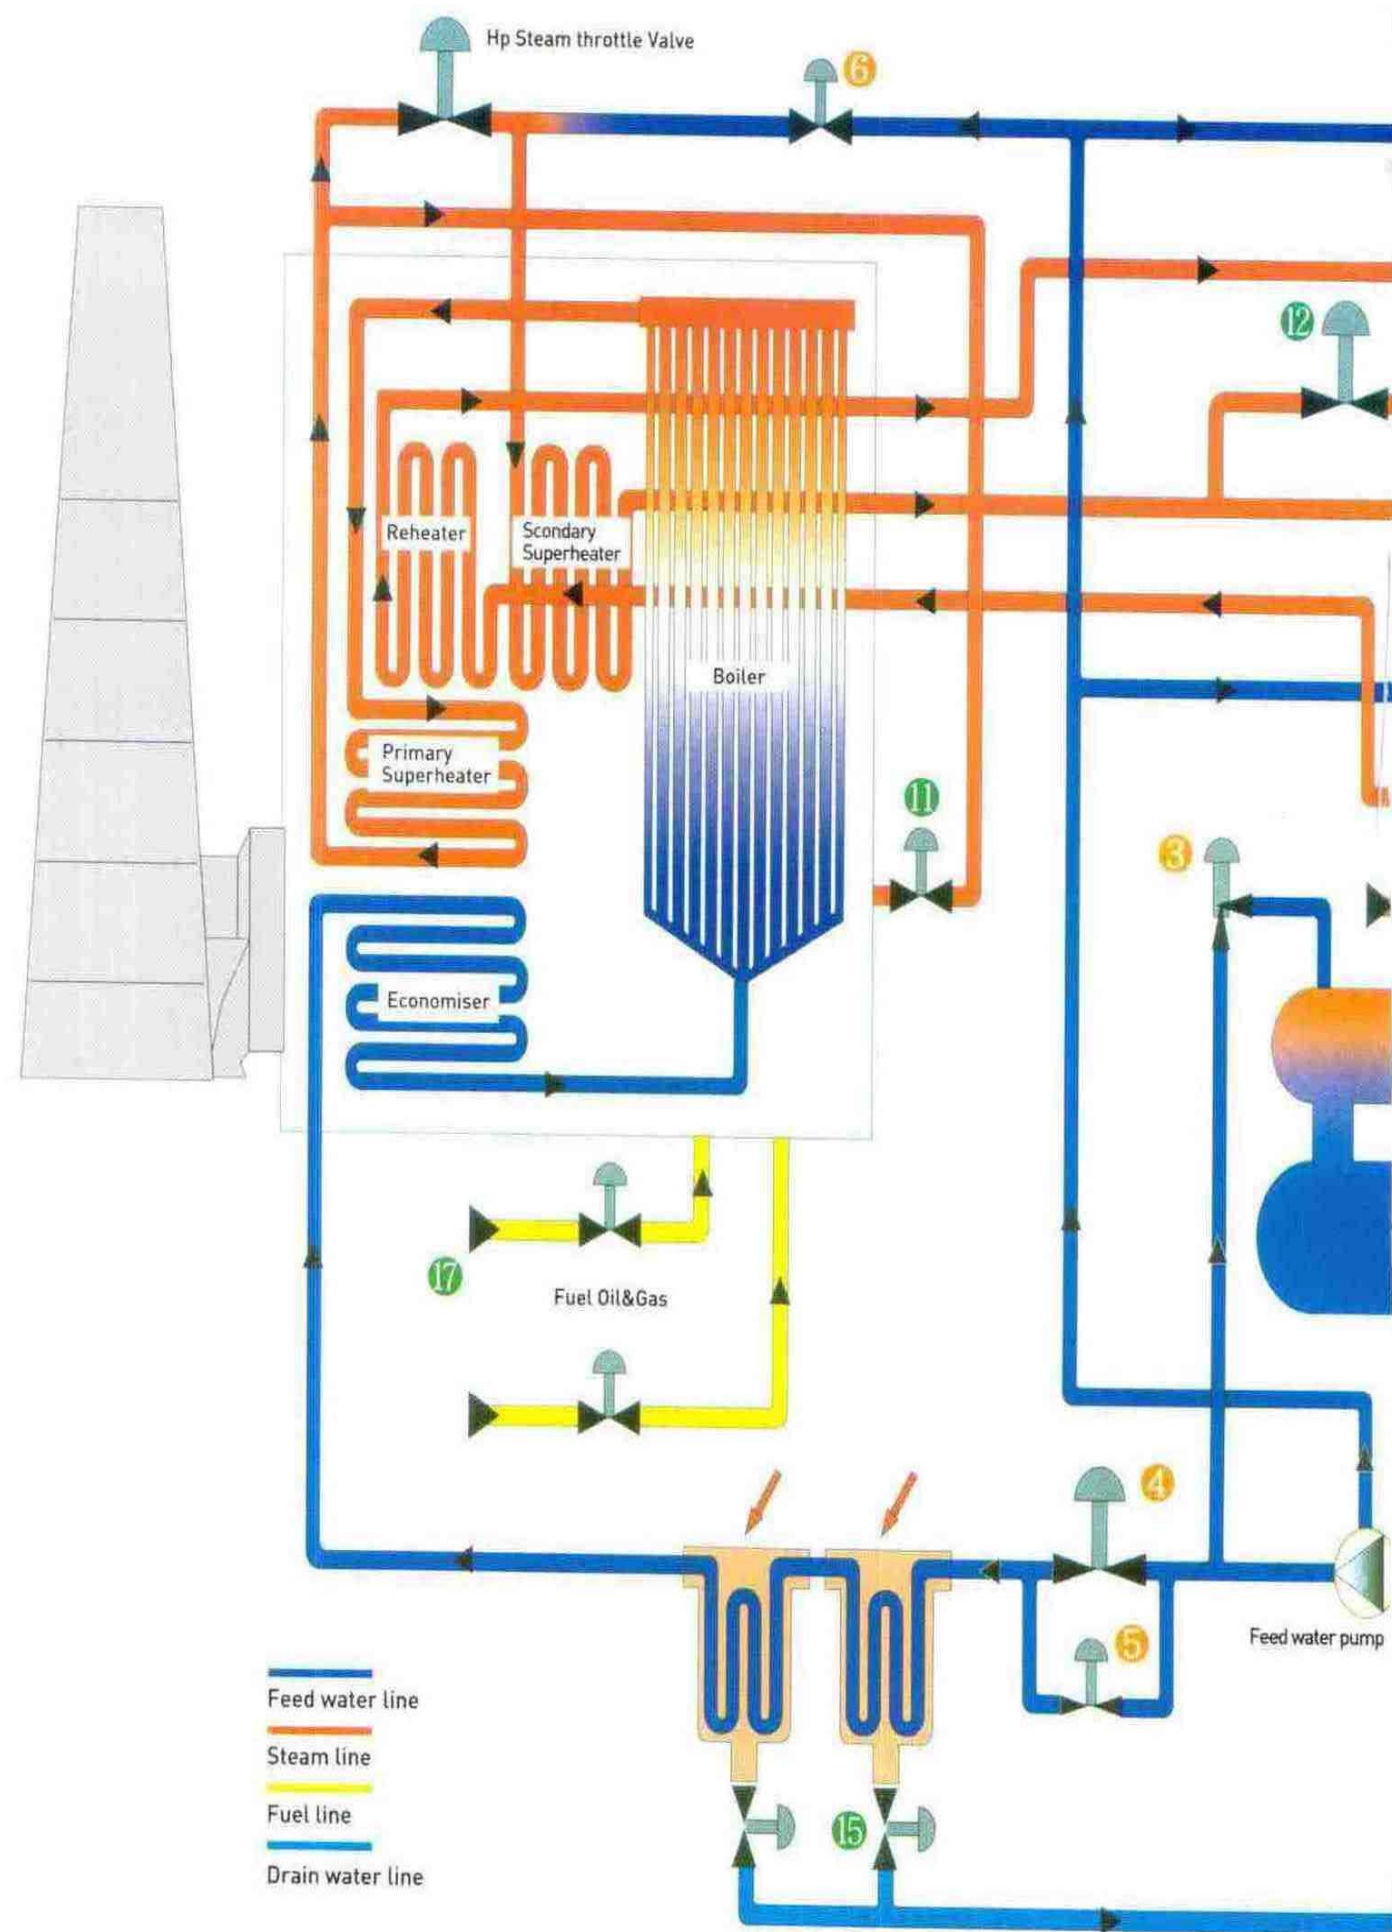 Hp Steam throttle Valve
6
12
Reheater
Scondary
Superheater
Boiler
Primary
Superheater
11
3
Economiser
17
Fuel Oil&Gas
4
5
Feed water pump
Feed water line
Steam line
15
Fuel line
Drain water line